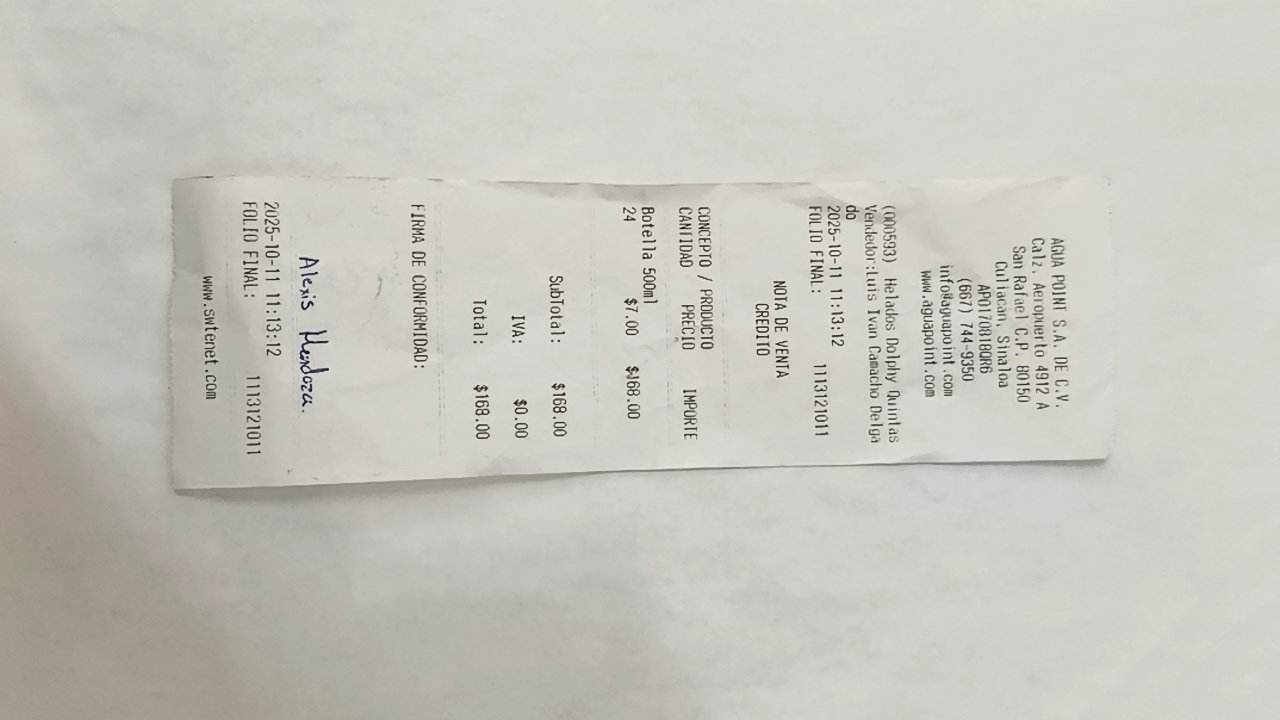 AGUA POINT S.A. DE C.V.
Calz. Aeropuerto 4912 A
San Rafael C.P. 80150
Culiacan, Sinaloa
APO170818QR6
(667) 744-9350
info@aguapoint.com
www.aguapoint.com
(000593) Helados Dolphy Quintas
Vendedor:Luis Ivan Camacho Delga
do
2025-10-11 11:13:12
FOLIO FINAL: 1113121011
NOTA DE VENTA
CREDITO
CONCEPTO / PRODUCTO
CANTIDAD PRECIO IMPORTE
Botella 500ml
24 $7.00 $168.00
SubTotal: $168.00
IVA: $0.00
Total: $168.00
FIRMA DE CONFORMIDAD:
Alexis Mendoza.
2025-10-11 11:13:12
FOLIO FINAL: 1113121011
www.swtenet.com